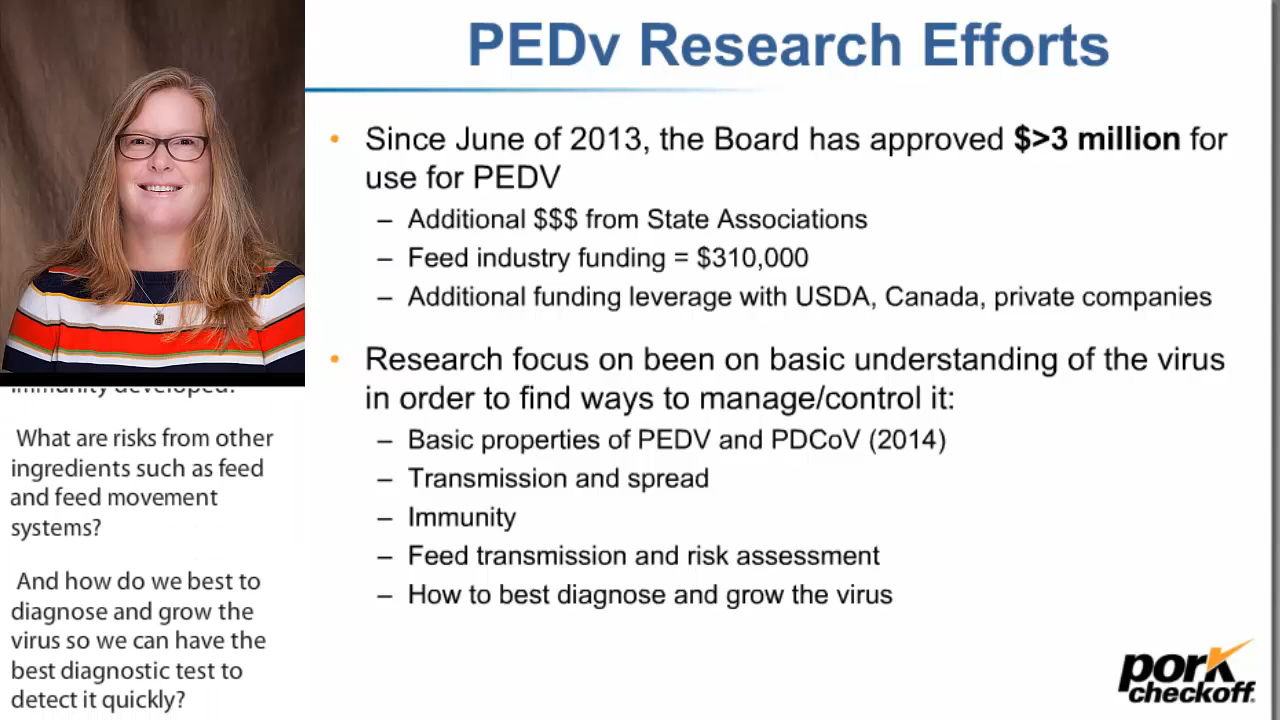 PEDv Research Efforts
• Since June of 2013, the Board has approved $>3 million for
use for PEDV
– Additional $$$ from State Associations
– Feed industry funding = $310,000
– Additional funding leverage with USDA, Canada, private companies
• Research focus on been on basic understanding of the virus
in order to find ways to manage/control it:
– Basic properties of PEDV and PDCoV (2014)
– Transmission and spread
– Immunity
– Feed transmission and risk assessment
– How to best diagnose and grow the virus
immunity developed?
What are risks from other
ingredients such as feed
and feed movement
systems?
And how do we best to
diagnose and grow the
virus so we can have the
best diagnostic test to
detect it quickly?
pork
checkoff